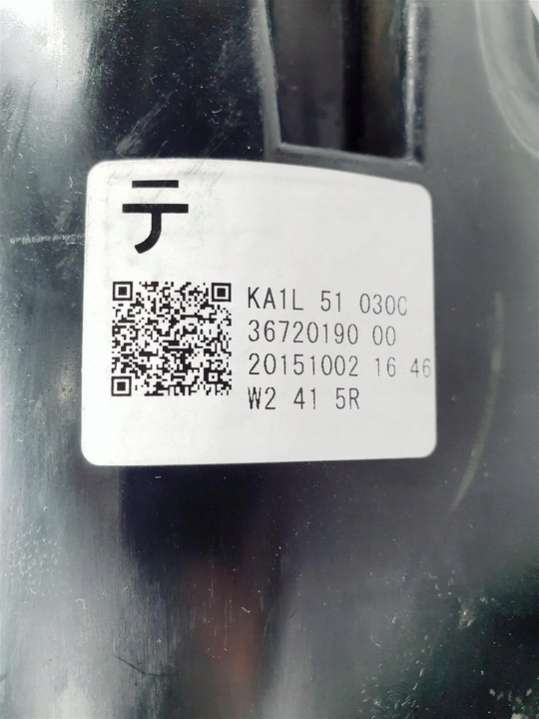 テ
KA1L 51 030C
36720190 00
20151002 16 46
W2 41 5R